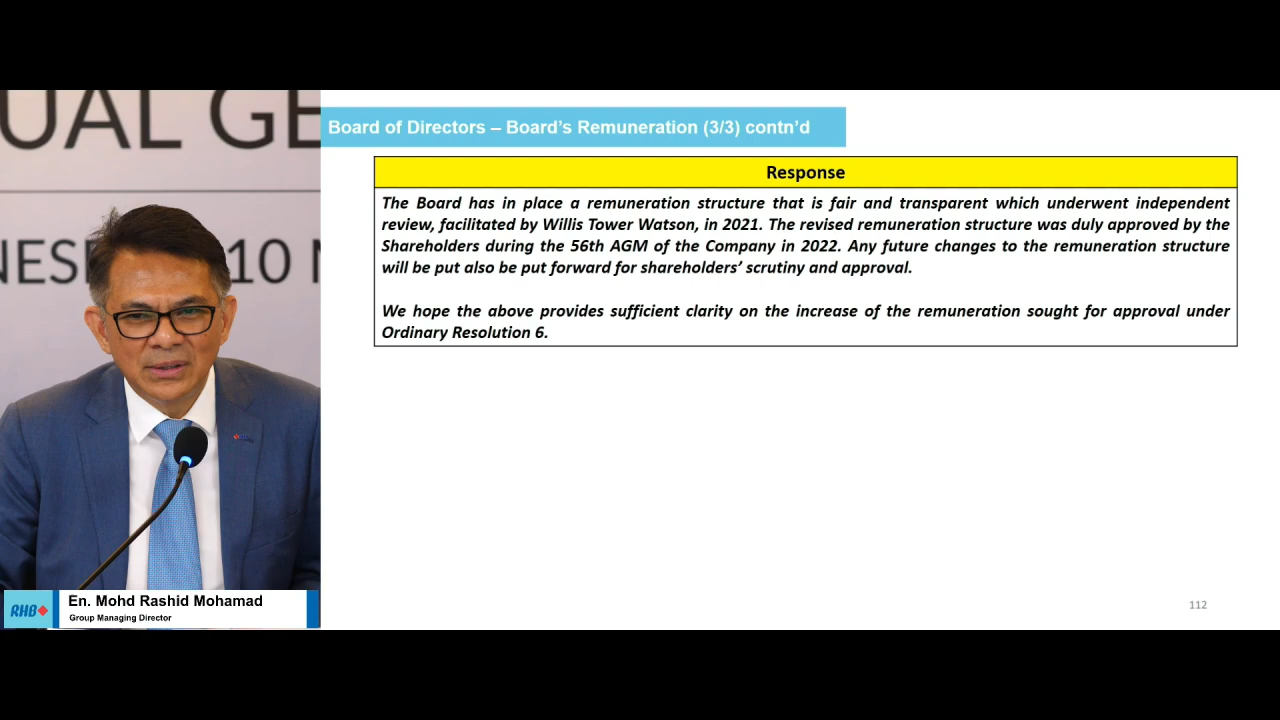 UAL GE
NES
10
Board of Directors – Board's Remuneration (3/3) contn'd
Response
The Board has in place a remuneration structure that is fair and transparent which underwent independent
review, facilitated by Willis Tower Watson, in 2021. The revised remuneration structure was duly approved by the
Shareholders during the 56th AGM of the Company in 2022. Any future changes to the remuneration structure
will be put also be put forward for shareholders' scrutiny and approval.
We hope the above provides sufficient clarity on the increase of the remuneration sought for approval under
Ordinary Resolution 6.
RHB
En. Mohd Rashid Mohamad
Group Managing Director
112